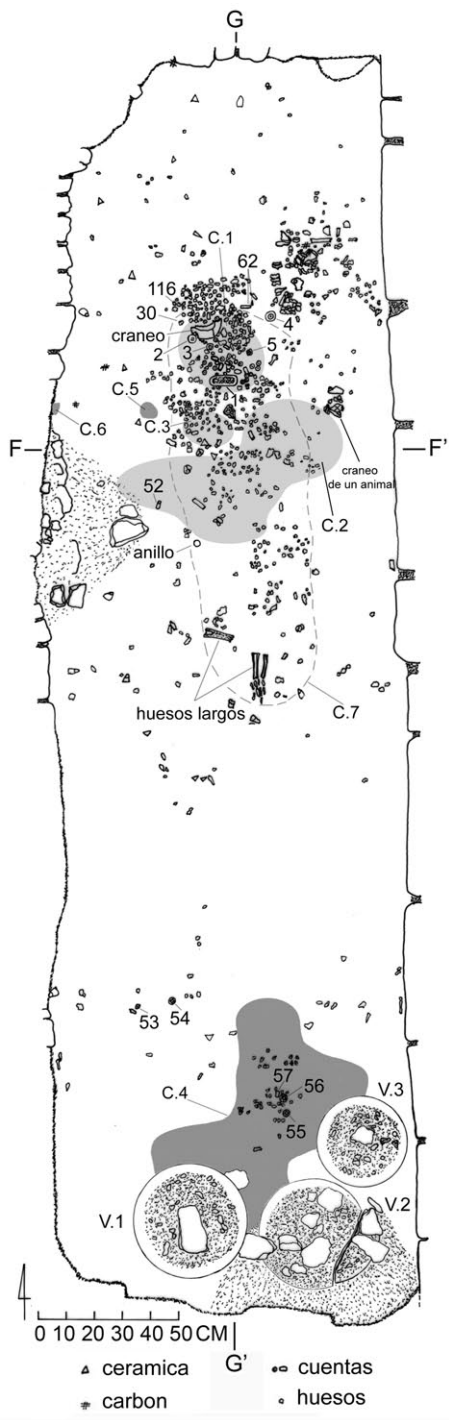 G
C.1
62
116
30
craneo
4
2
3
5
1
C.5
C.3
C.6
F
F'
craneo
de un animal
52
C.2
anillo
huesos largos
C.7
53
54
57
56
C.4
55
V.3
V.1
V.2
0 10 20 30 40 50 CM
G'
ceramica
cuentas
carbon
huesos